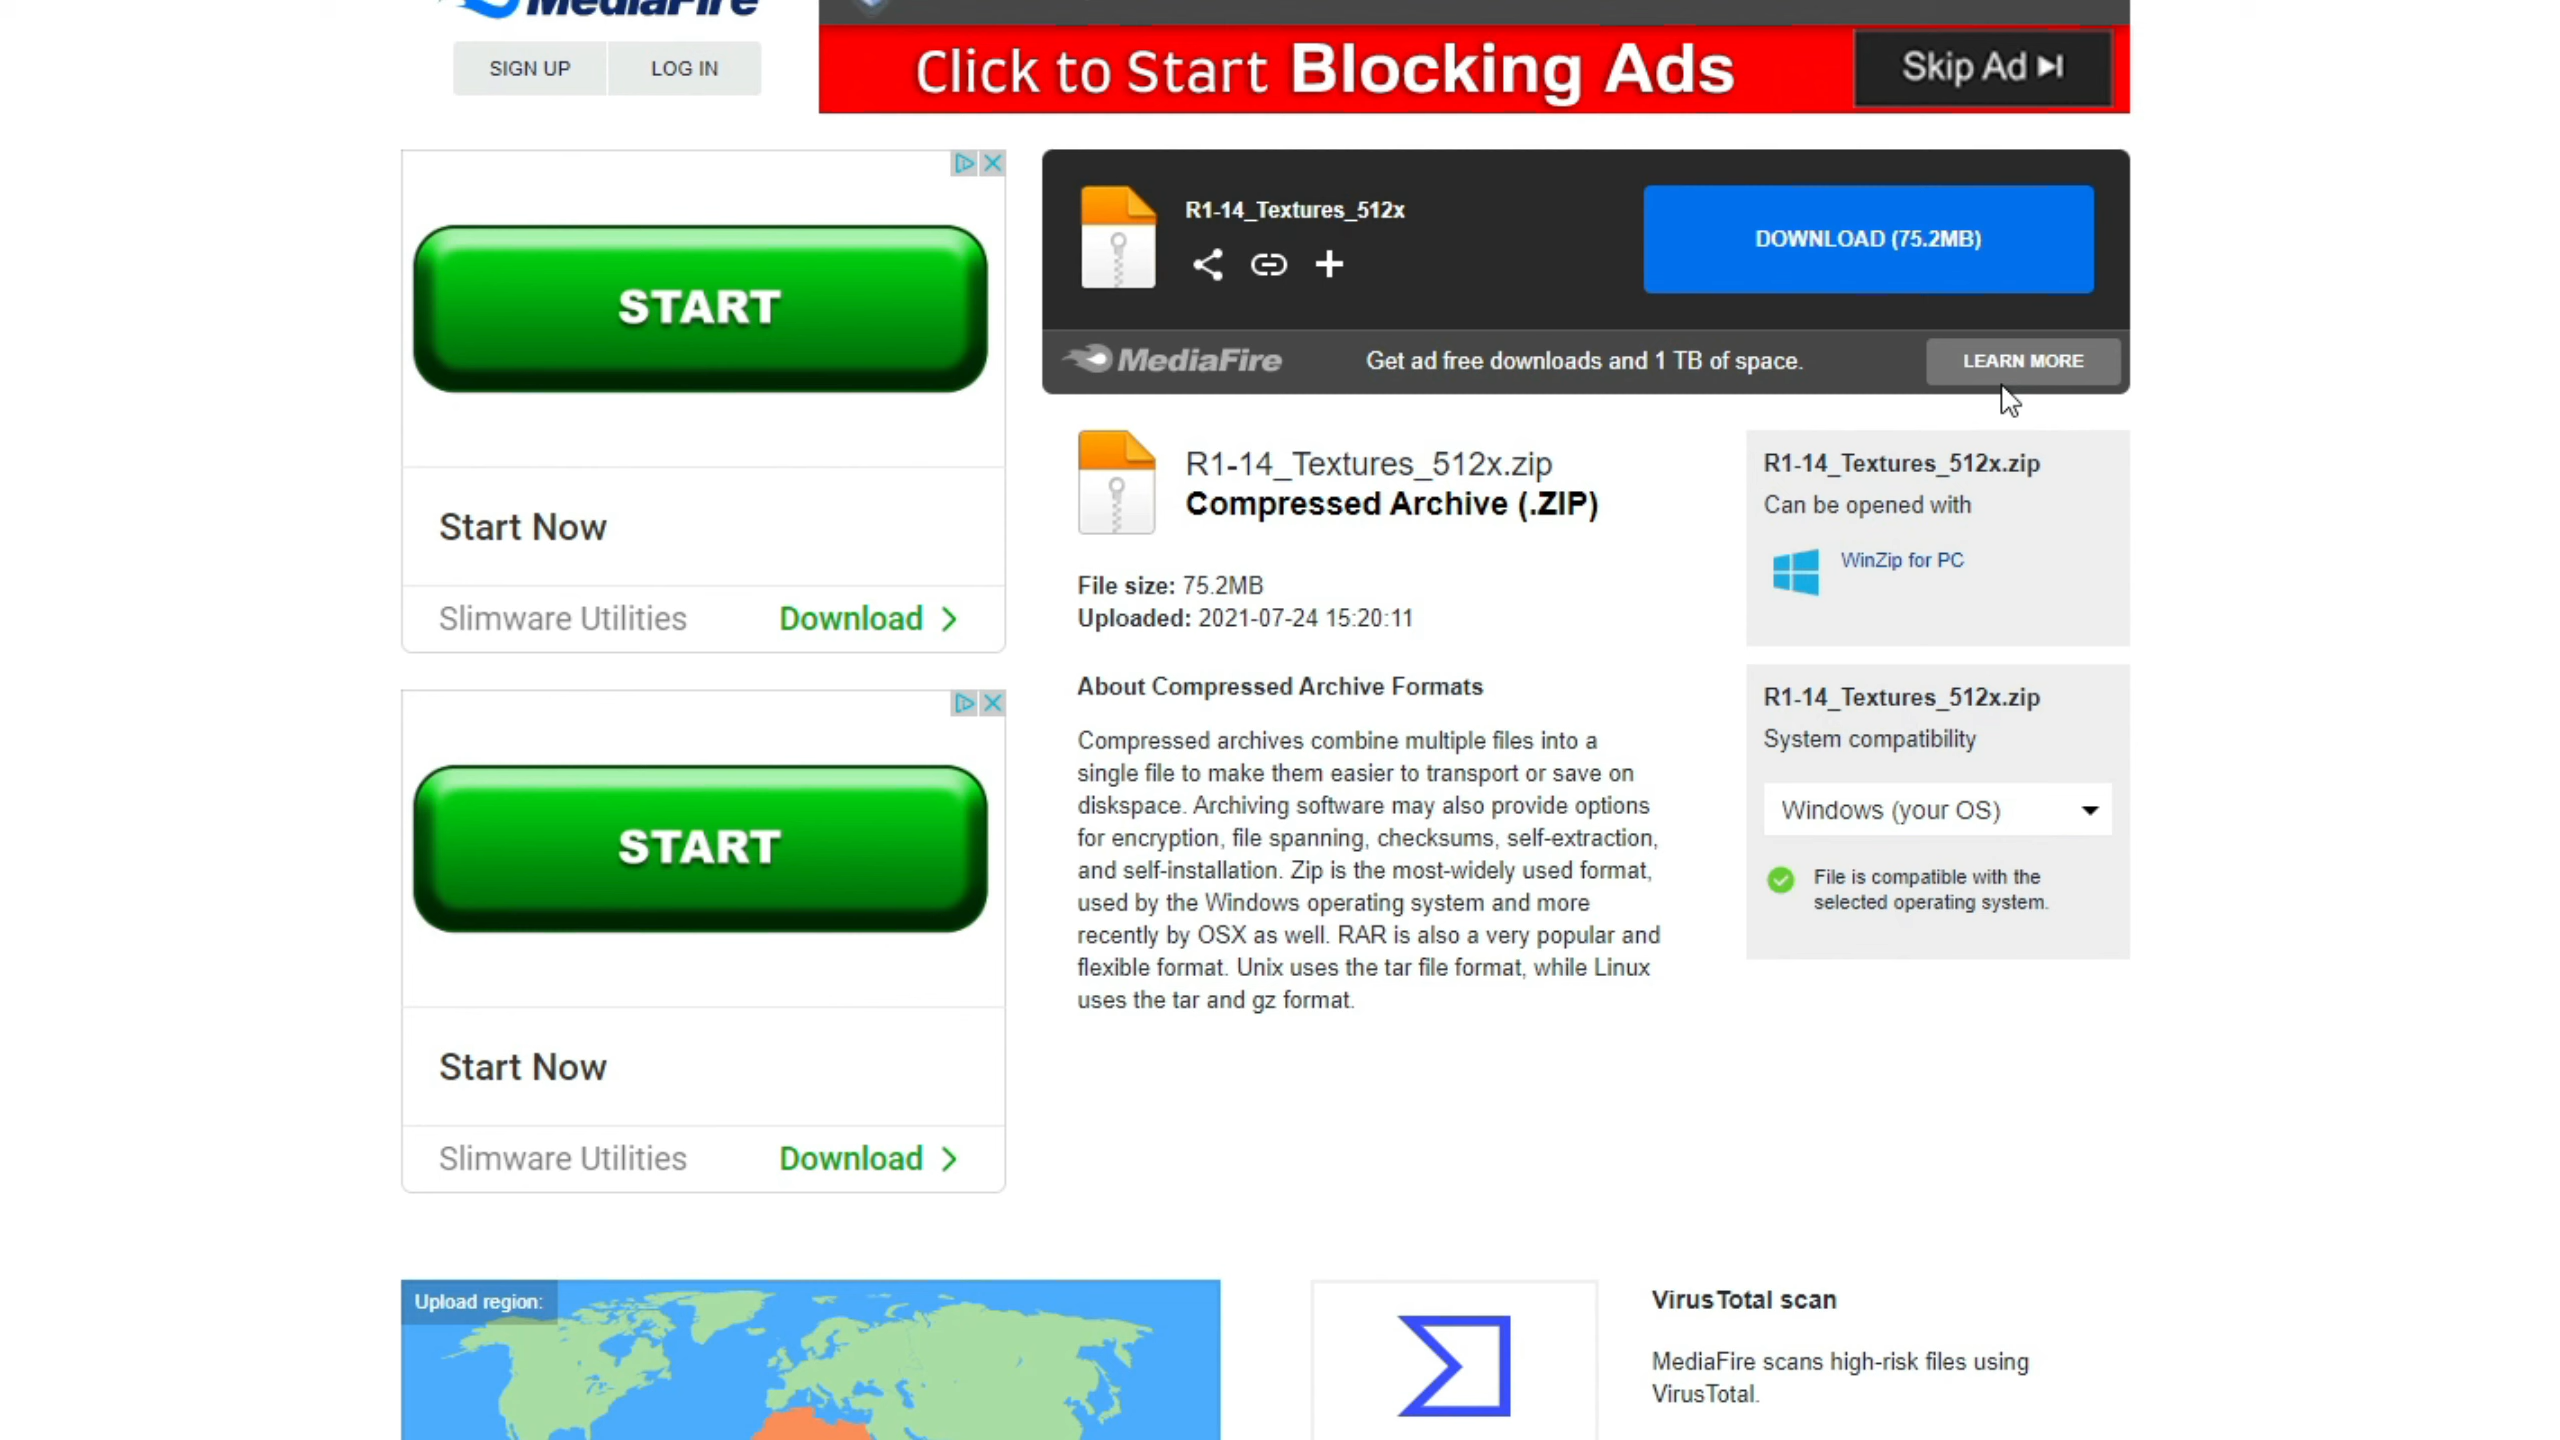 MediaFire
SIGN UP
LOG IN
Click to Start Blocking Ads
Skip Ad
START
Start Now
Slimware Utilities
Download
START
Start Now
Slimware Utilities
Download
R1-14_Textures_512x
DOWNLOAD (75.2MB)
MediaFire
Get ad free downloads and 1 TB of space.
LEARN MORE
R1-14_Textures_512x.zip
Compressed Archive (.ZIP)
File size: 75.2MB
Uploaded: 2021-07-24 15:20:11
About Compressed Archive Formats
Compressed archives combine multiple files into a
single file to make them easier to transport or save on
diskspace. Archiving software may also provide options
for encryption, file spanning, checksums, self-extraction,
and self-installation. Zip is the most-widely used format,
used by the Windows operating system and more
recently by OSX as well. RAR is also a very popular and
flexible format. Unix uses the tar file format, while Linux
uses the tar and gz format.
R1-14_Textures_512x.zip
Can be opened with
WinZip for PC
R1-14_Textures_512x.zip
System compatibility
Windows (your OS)
File is compatible with the
selected operating system.
Upload region:
VirusTotal scan
MediaFire scans high-risk files using
VirusTotal.